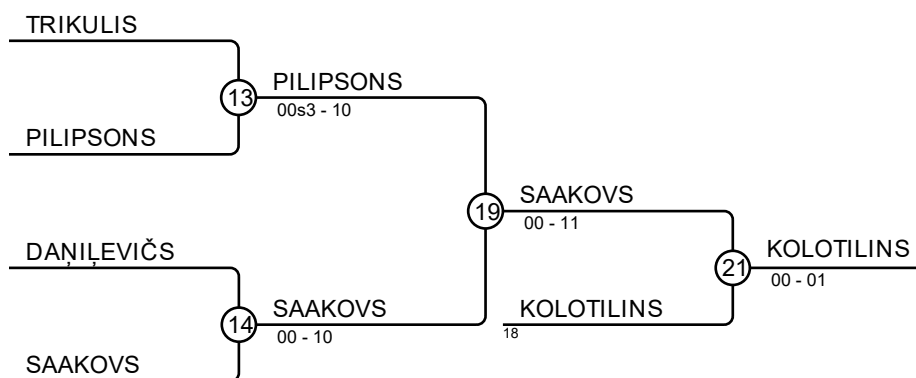 TRIKULIS
13
PILIPSONS
00s3 - 10
PILIPSONS
19
SAAKOVS
00 - 11
DAŅIĻEVIČS
21
KOLOTILINS
00 - 01
14
SAAKOVS
00 - 10
KOLOTILINS
18
SAAKOVS